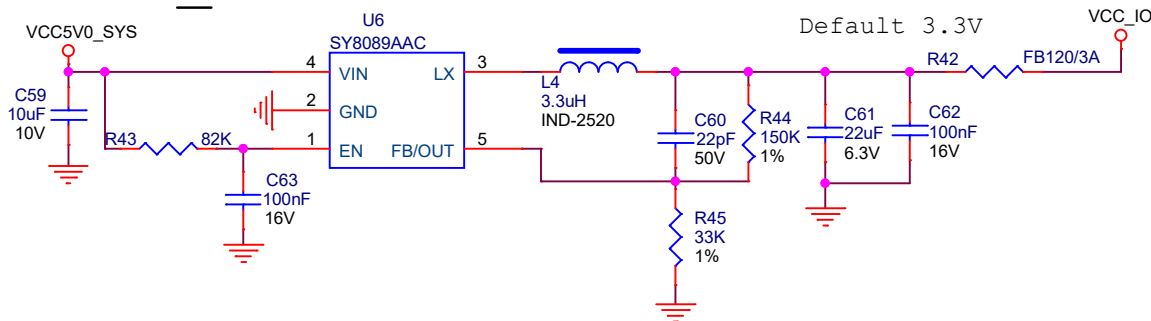 VCC5V0_SYS
C59
10uF
10V
R43
82K
C63
100nF
16V
U6
SY8089AAC
4
VIN
LX
3
2
GND
1
EN
FB/OUT
5
L4
3.3uH
IND-2520
C60
22pF
50V
R44
150K
1%
R45
33K
1%
Default 3.3V
C61
22uF
6.3V
C62
100nF
16V
R42
FB120/3A
VCC_IO